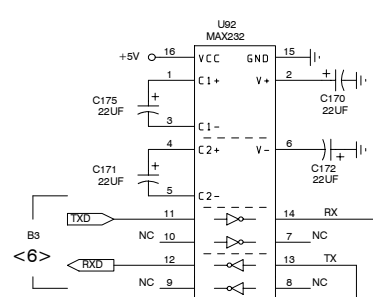 U92
MAX232
+5V 16 VCC GND 15
1 C1+ V+ 2 +
C175 + 22UF
C170
22UF
3 C1-
4 C2+ V- 6
C171 + 22UF
+
C172
22UF
5 C2-
TXD 11 14 RX
B3 NC 10 7 NC
<6> RXD 12 13 TX
NC 9 8 NC